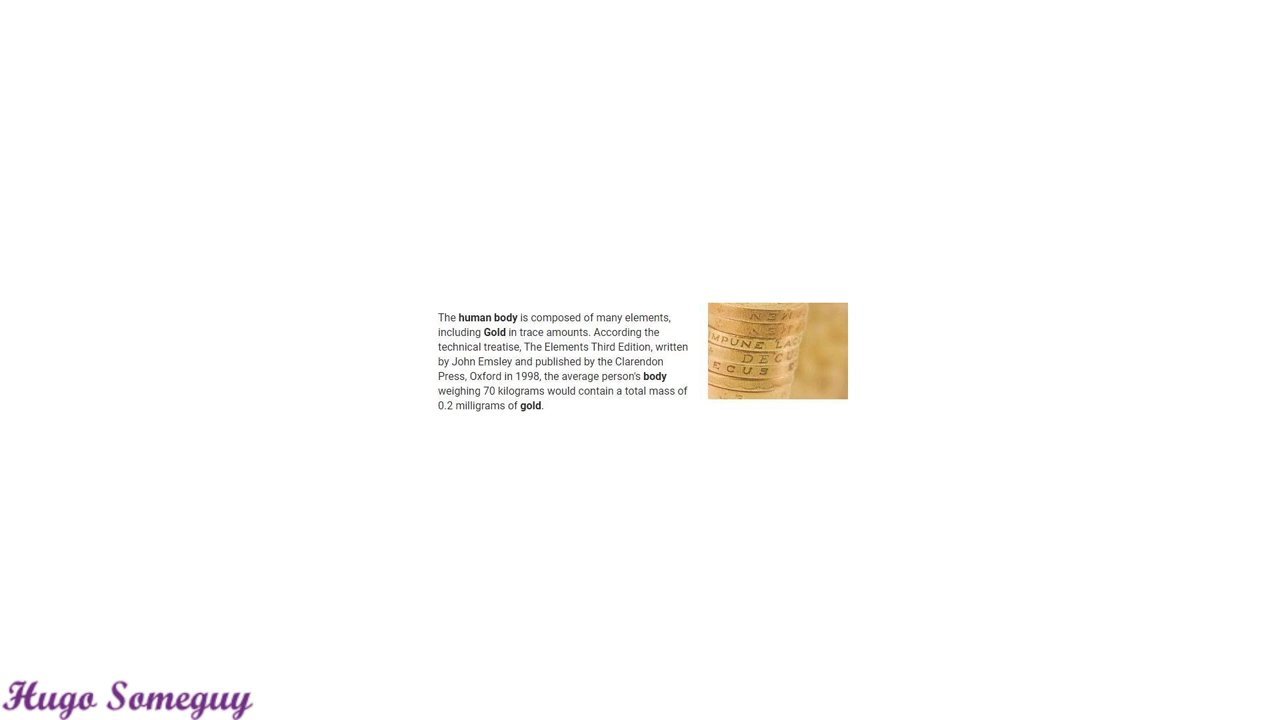 The human body is composed of many elements,
including Gold in trace amounts. According the
technical treatise, The Elements Third Edition, written
by John Emsley and published by the Clarendon
Press, Oxford in 1998, the average person's body
weighing 70 kilograms would contain a total mass of
0.2 milligrams of gold.
DECUS
Hugo Someguy